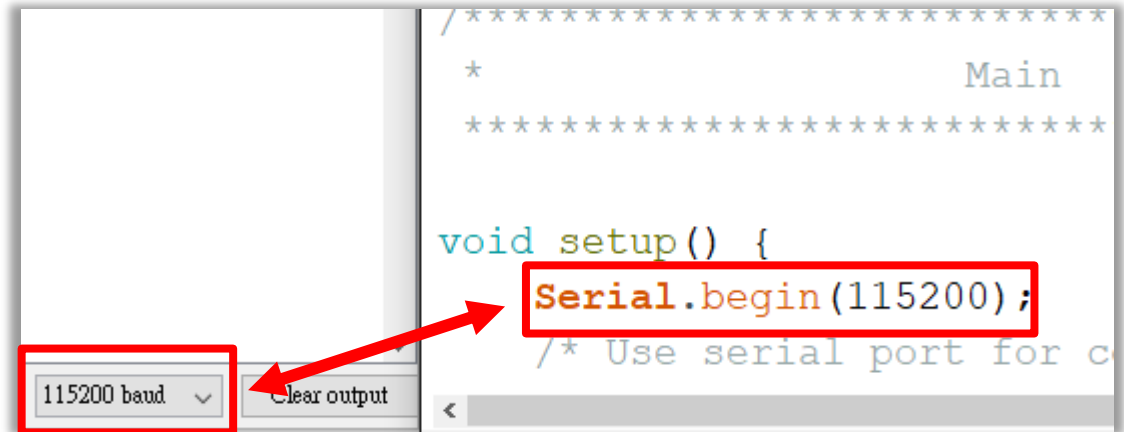 /****************************
* Main
****************************
void setup() {
Serial.begin(115200);
/* Use serial port for c
115200 baud
Clear output